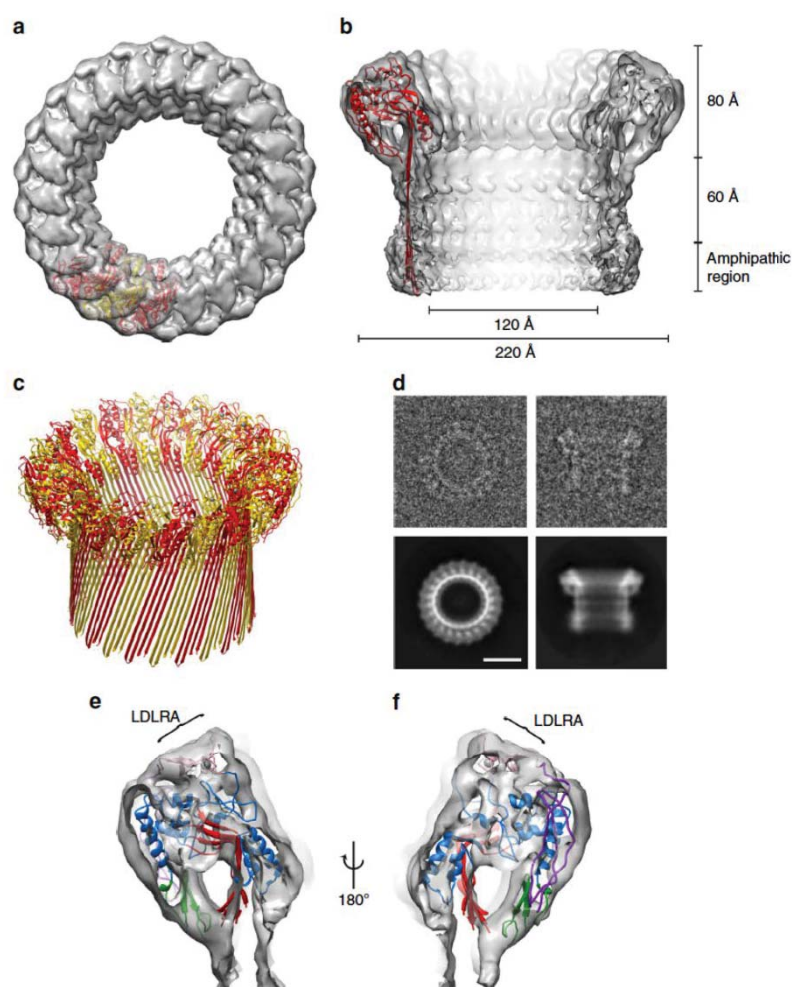 a
b
80 Å
60 Å
Amphipathic
region
120 Å
220 Å
c
d
e
f
LDLRA
LDLRA
180°